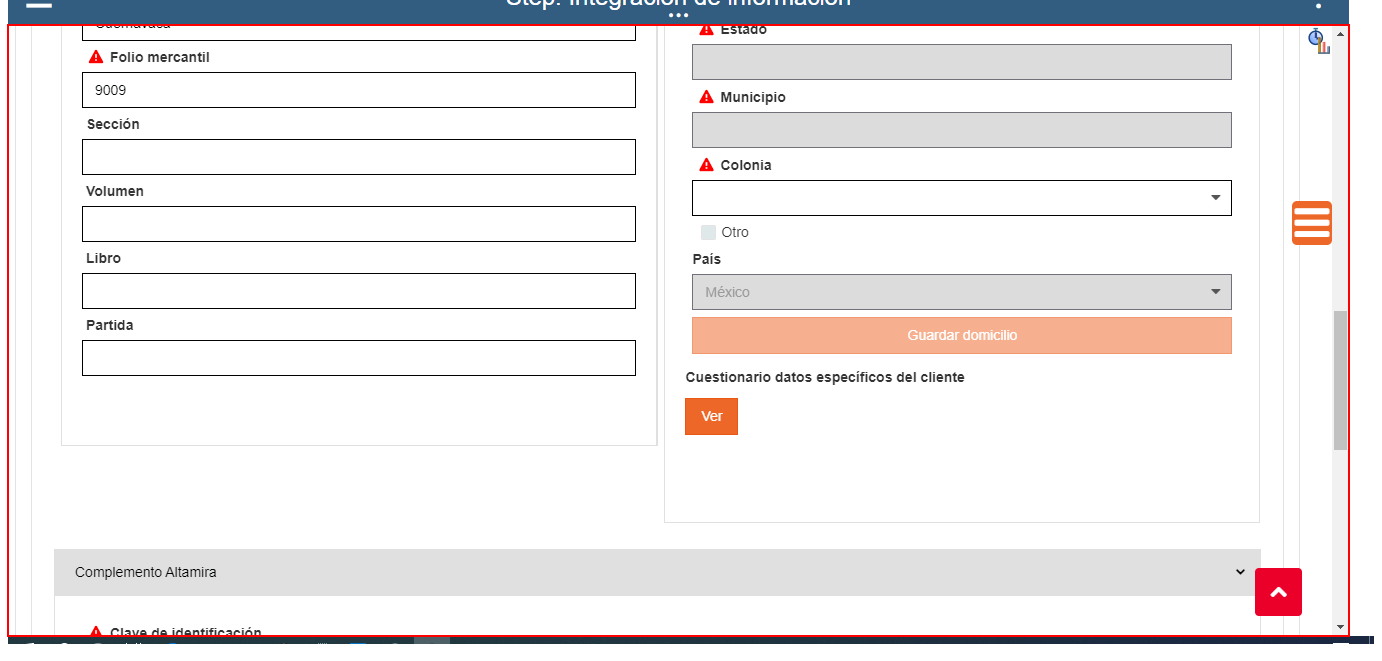 Step: Integración de información
Cuernavaca
Folio mercantil
9009
Sección
Volumen
Libro
Partida
Estado
Municipio
Colonia
Otro
País
México
Guardar domicilio
Cuestionario datos específicos del cliente
Ver
Complemento Altamira
Clave de identificación